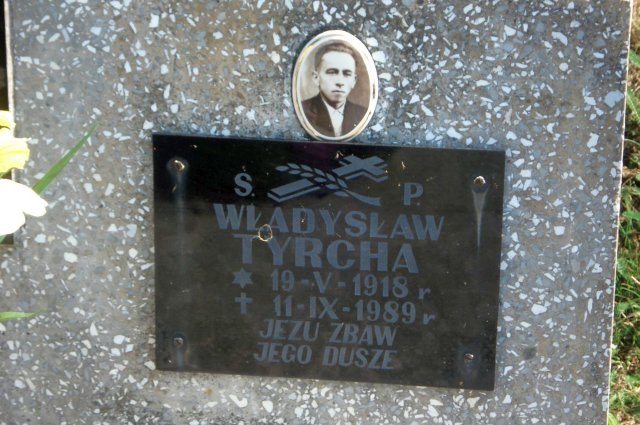 Ś P.
WŁADYSŁAW
TYRCHA
19-V-1918 r
11-IX-1989 r
JEZU ZBAW
JEGO DUSZE